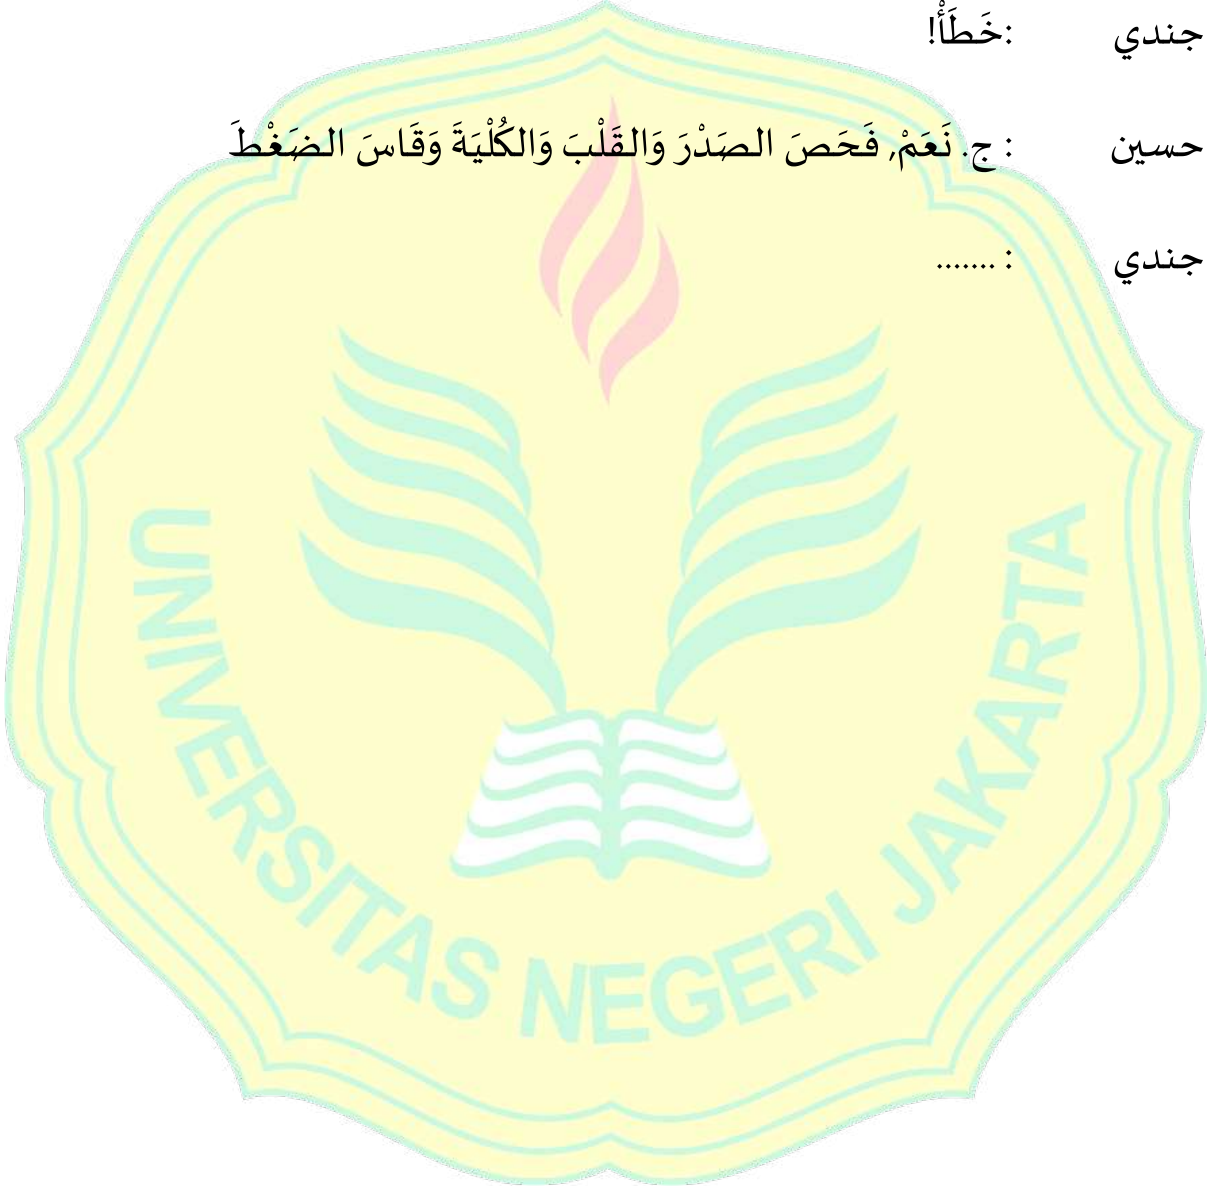 جندي :خَطَأْ!
حسين : ج. نَعَمْ, فَحَصَ الصَدْرَ وَالقَلْبَ وَالكُلْيَةَ وَقَاسَ الضَغْطَ
جندي : .......
UNIVERSITAS NEGERI JAKARTA